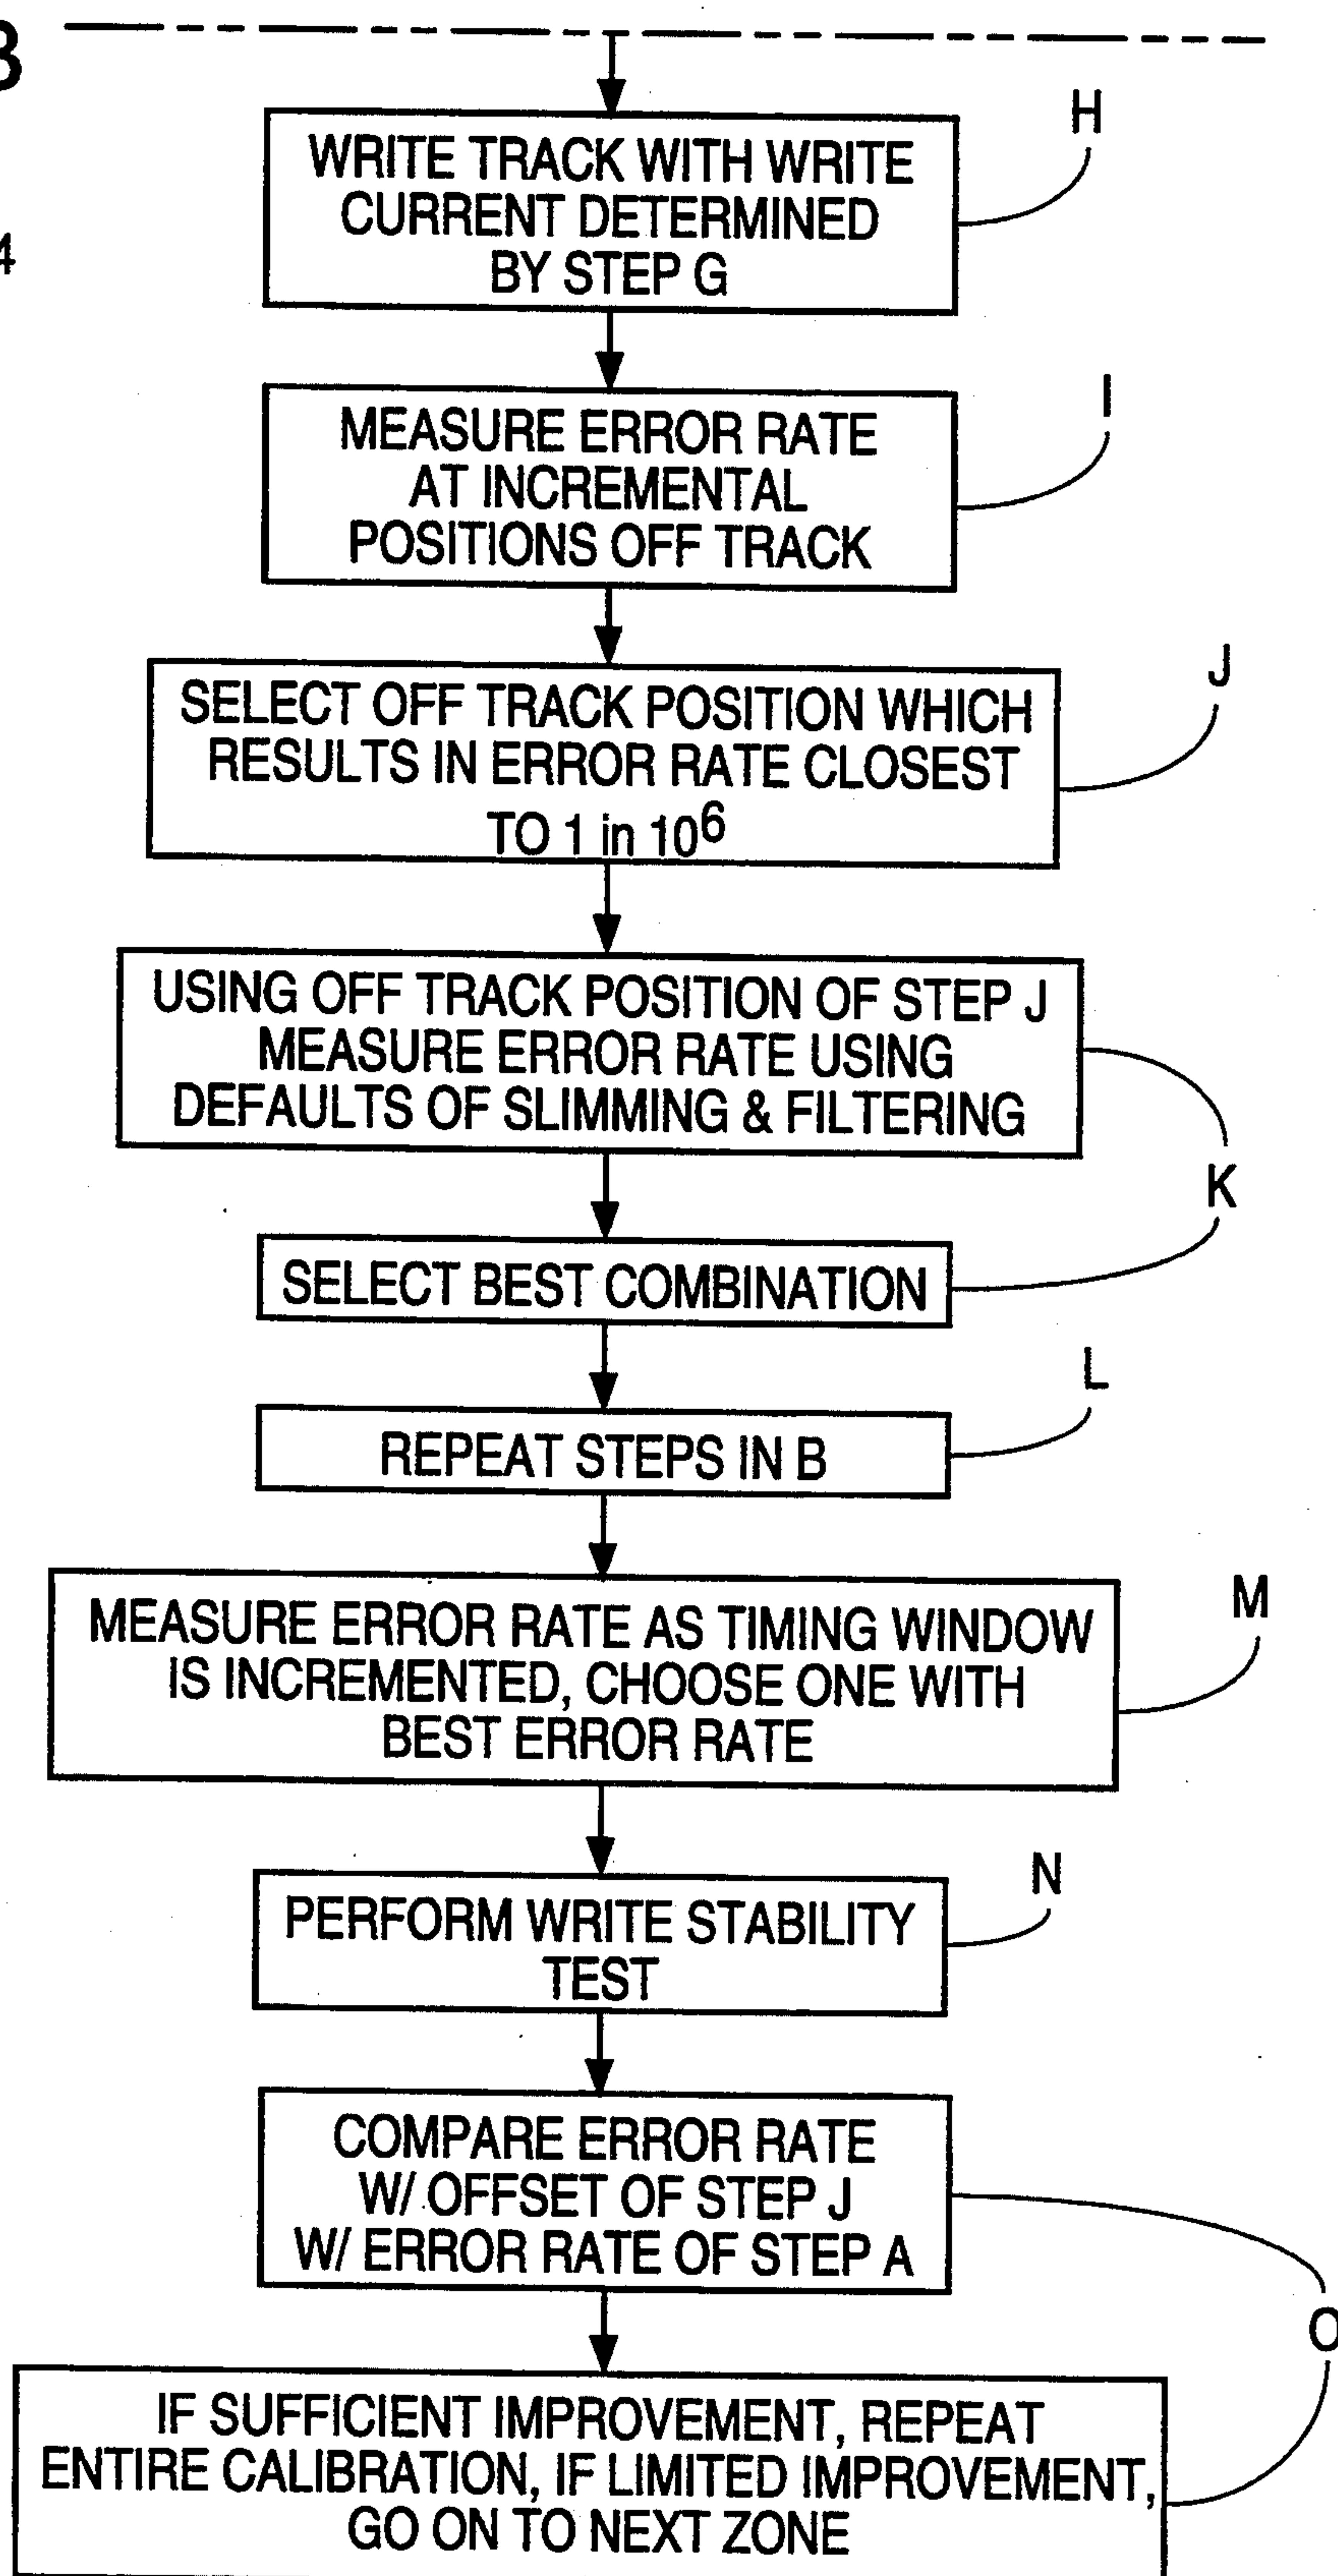 H
WRITE TRACK WITH WRITE
CURRENT DETERMINED
BY STEP G
4
I
MEASURE ERROR RATE
AT INCREMENTAL
POSITIONS OFF TRACK
J
SELECT OFF TRACK POSITION WHICH
RESULTS IN ERROR RATE CLOSEST
TO 1 in 10⁶
USING OFF TRACK POSITION OF STEP J
MEASURE ERROR RATE USING
DEFAULTS OF SLIMMING & FILTERING
K
SELECT BEST COMBINATION
L
REPEAT STEPS IN B
M
MEASURE ERROR RATE AS TIMING WINDOW
IS INCREMENTED, CHOOSE ONE WITH
BEST ERROR RATE
N
PERFORM WRITE STABILITY
TEST
COMPARE ERROR RATE
W/ OFFSET OF STEP J
W/ ERROR RATE OF STEP A
O
IF SUFFICIENT IMPROVEMENT, REPEAT
ENTIRE CALIBRATION, IF LIMITED IMPROVEMENT,
GO ON TO NEXT ZONE